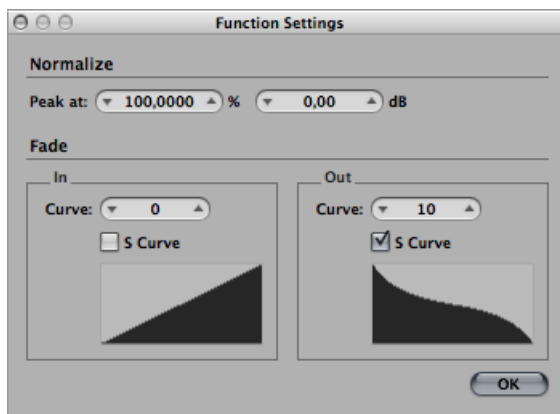 Function Settings
Normalize
Peak at: 100,0000 % 0,00 dB
Fade
In
Curve: 0
S Curve
Out
Curve: 10
S Curve
OK